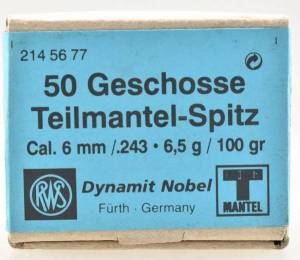 214 56 77
50 Geschosse
Teilmantel-Spitz
Cal. 6 mm /.243 • 6,5 g / 100 gr
RWS
Dynamit Nobel
Fürth · Germany
T
MANTEL